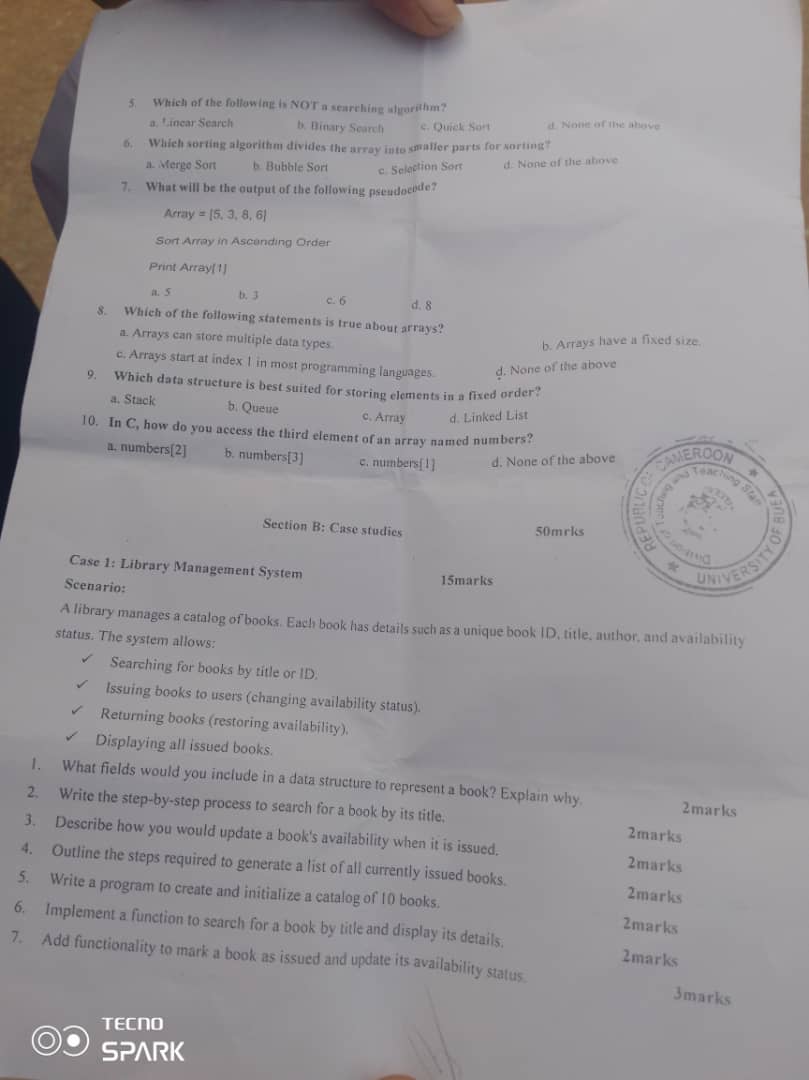 5. Which of the following is NOT a searching algorithm?
a. Linear Search b. Binary Search c. Quick Sort d. None of the above
6. Which sorting algorithm divides the array into smaller parts for sorting?
a. Merge Sort b. Bubble Sort c. Selection Sort d. None of the above
7. What will be the output of the following pseudocode?
Array = [5, 3, 8, 6]
Sort Array in Ascending Order
Print Array[1]
a. 5 b. 3 c. 6 d. 8
8. Which of the following statements is true about arrays?
a. Arrays can store multiple data types. b. Arrays have a fixed size.
c. Arrays start at index 1 in most programming languages. d. None of the above
9. Which data structure is best suited for storing elements in a fixed order?
a. Stack b. Queue c. Array d. Linked List
10. In C, how do you access the third element of an array named numbers?
a. numbers[2] b. numbers[3] c. numbers[1] d. None of the above
REPUBLIC OF CAMEROON
Teaching and Teaching Staff
UNIVERSITY OF BUEA
Section B: Case studies 50mrks
Case 1: Library Management System 15marks
Scenario:
A library manages a catalog of books. Each book has details such as a unique book ID, title, author, and availability
status. The system allows:
✓ Searching for books by title or ID.
✓ Issuing books to users (changing availability status).
✓ Returning books (restoring availability).
✓ Displaying all issued books.
1. What fields would you include in a data structure to represent a book? Explain why. 2marks
2. Write the step-by-step process to search for a book by its title. 2marks
3. Describe how you would update a book's availability when it is issued. 2marks
4. Outline the steps required to generate a list of all currently issued books. 2marks
5. Write a program to create and initialize a catalog of 10 books. 2marks
6. Implement a function to search for a book by title and display its details. 2marks
7. Add functionality to mark a book as issued and update its availability status. 3marks
TECNO
SPARK